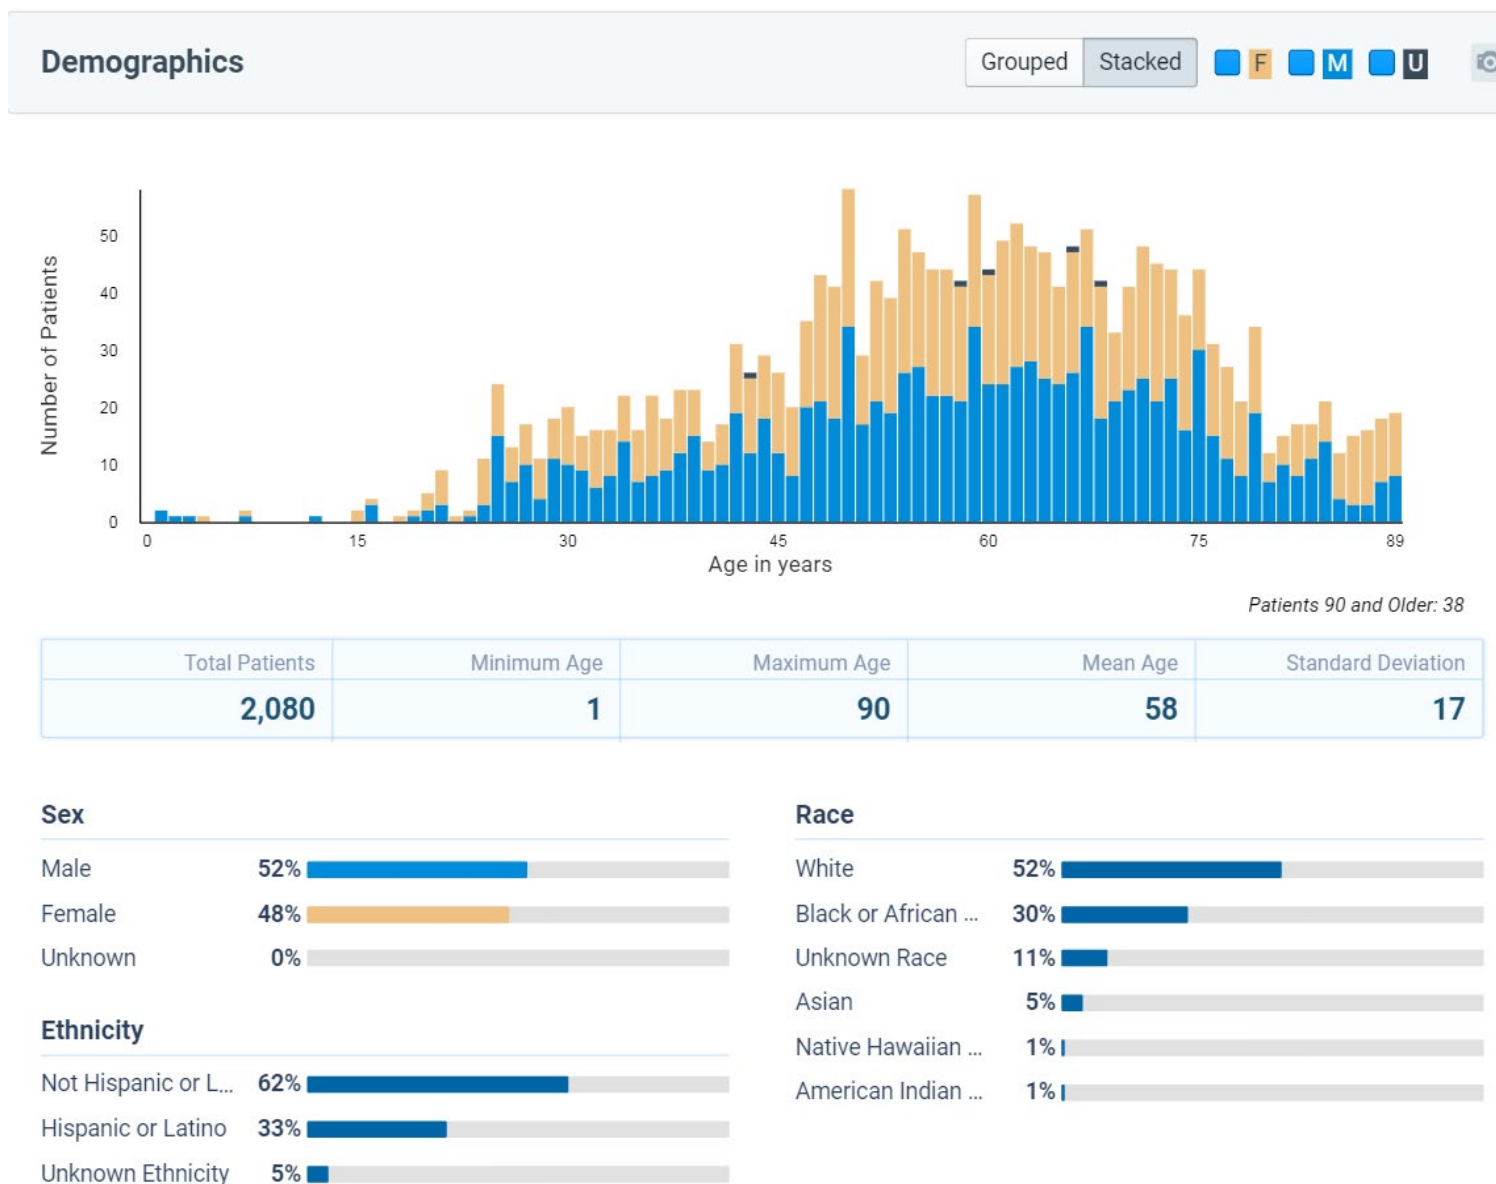 Demographics
Grouped Stacked F M U
Number of Patients
50
40
30
20
10
0
0 15 30 45 60 75 89
Age in years
Patients 90 and Older: 38
Total Patients Minimum Age Maximum Age Mean Age Standard Deviation
2,080 1 90 58 17
Sex
Male 52%
Female 48%
Unknown 0%
Ethnicity
Not Hispanic or L... 62%
Hispanic or Latino 33%
Unknown Ethnicity 5%
Race
White 52%
Black or African ... 30%
Unknown Race 11%
Asian 5%
Native Hawaiian ... 1%
American Indian ... 1%